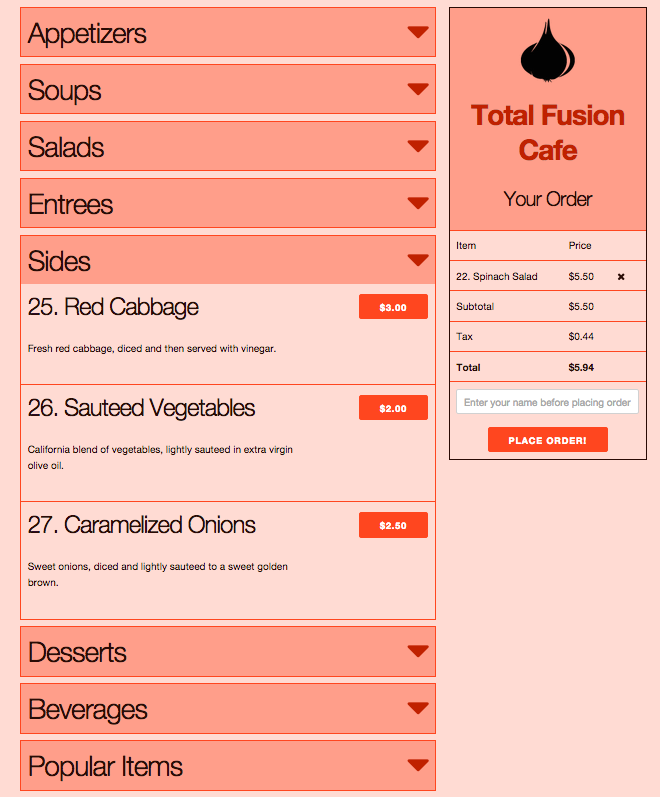 Appetizers
Soups
Salads
Entrees
Sides
25. Red Cabbage
$3.00
Fresh red cabbage, diced and then served with vinegar.
26. Sauteed Vegetables
$2.00
California blend of vegetables, lightly sauteed in extra virgin
olive oil.
27. Caramelized Onions
$2.50
Sweet onions, diced and lightly sauteed to a sweet golden
brown.
Desserts
Beverages
Popular Items
Total Fusion
Cafe
Your Order
Item Price
22. Spinach Salad $5.50 ✖
Subtotal $5.50
Tax $0.44
Total $5.94
Enter your name before placing order
PLACE ORDER!